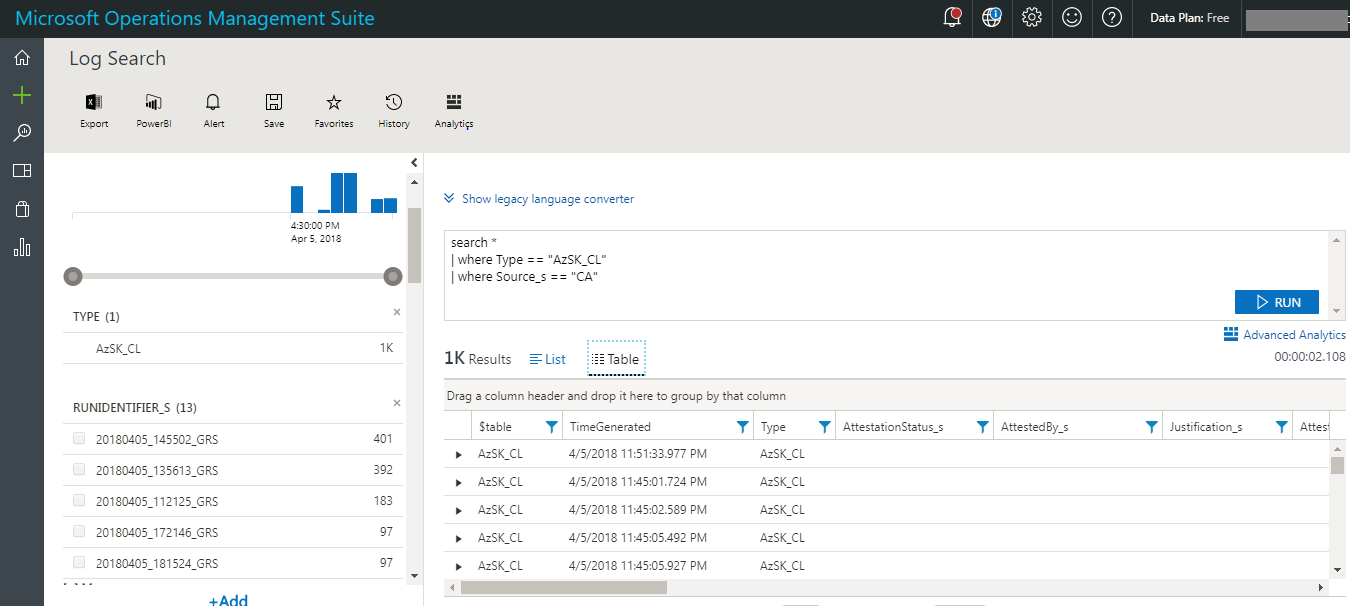 Microsoft Operations Management Suite
Data Plan: Free
Log Search
Export PowerBI Alert Save Favorites History Analytics
4:30:00 PM
Apr 5, 2018
TYPE (1)
AzSK_CL 1K
RUNIDENTIFIER_S (13)
20180405_145502_GRS 401
20180405_135613_GRS 392
20180405_112125_GRS 183
20180405_172146_GRS 97
20180405_181524_GRS 97
+Add
Show legacy language converter
search *
| where Type == "AzSK_CL"
| where Source_s == "CA"
RUN
Advanced Analytics
1K Results List Table 00:00:02.108
Drag a column header and drop it here to group by that column
$table TimeGenerated Type AttestationStatus_s AttestedBy_s Justification_s Attest
AzSK_CL 4/5/2018 11:51:33.977 PM AzSK_CL
AzSK_CL 4/5/2018 11:45:01.724 PM AzSK_CL
AzSK_CL 4/5/2018 11:45:02.589 PM AzSK_CL
AzSK_CL 4/5/2018 11:45:05.492 PM AzSK_CL
AzSK_CL 4/5/2018 11:45:05.927 PM AzSK_CL